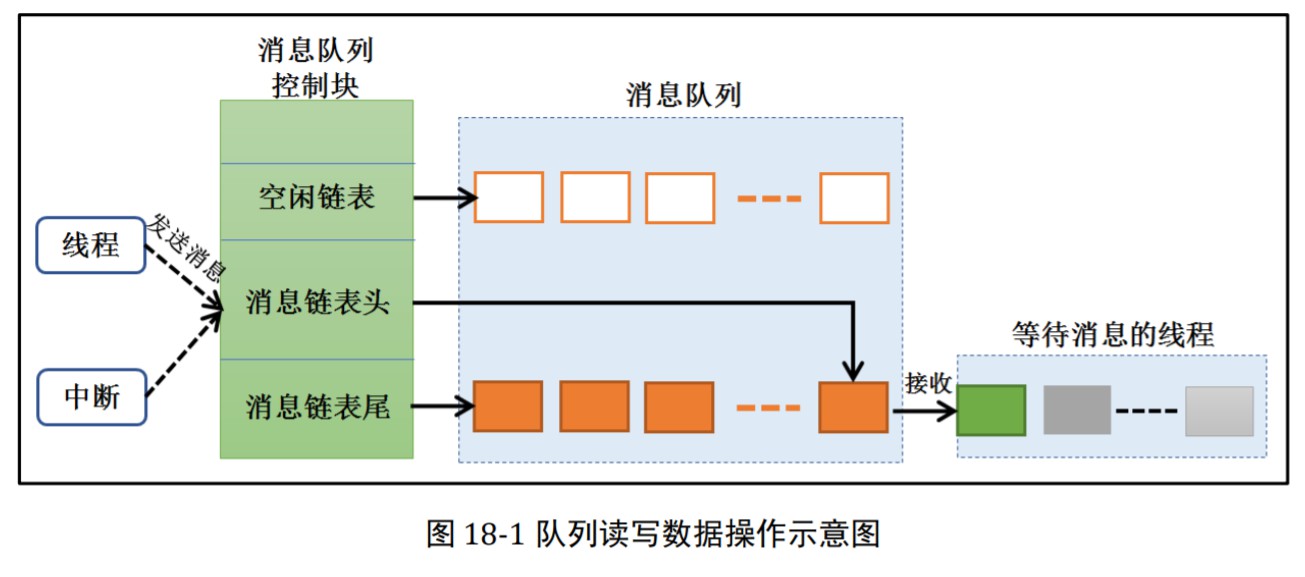 消息队列
控制块
消息队列
空闲链表
线程
发送消息
消息链表头
等待消息的线程
中断
消息链表尾
接收
图 18-1 队列读写数据操作示意图